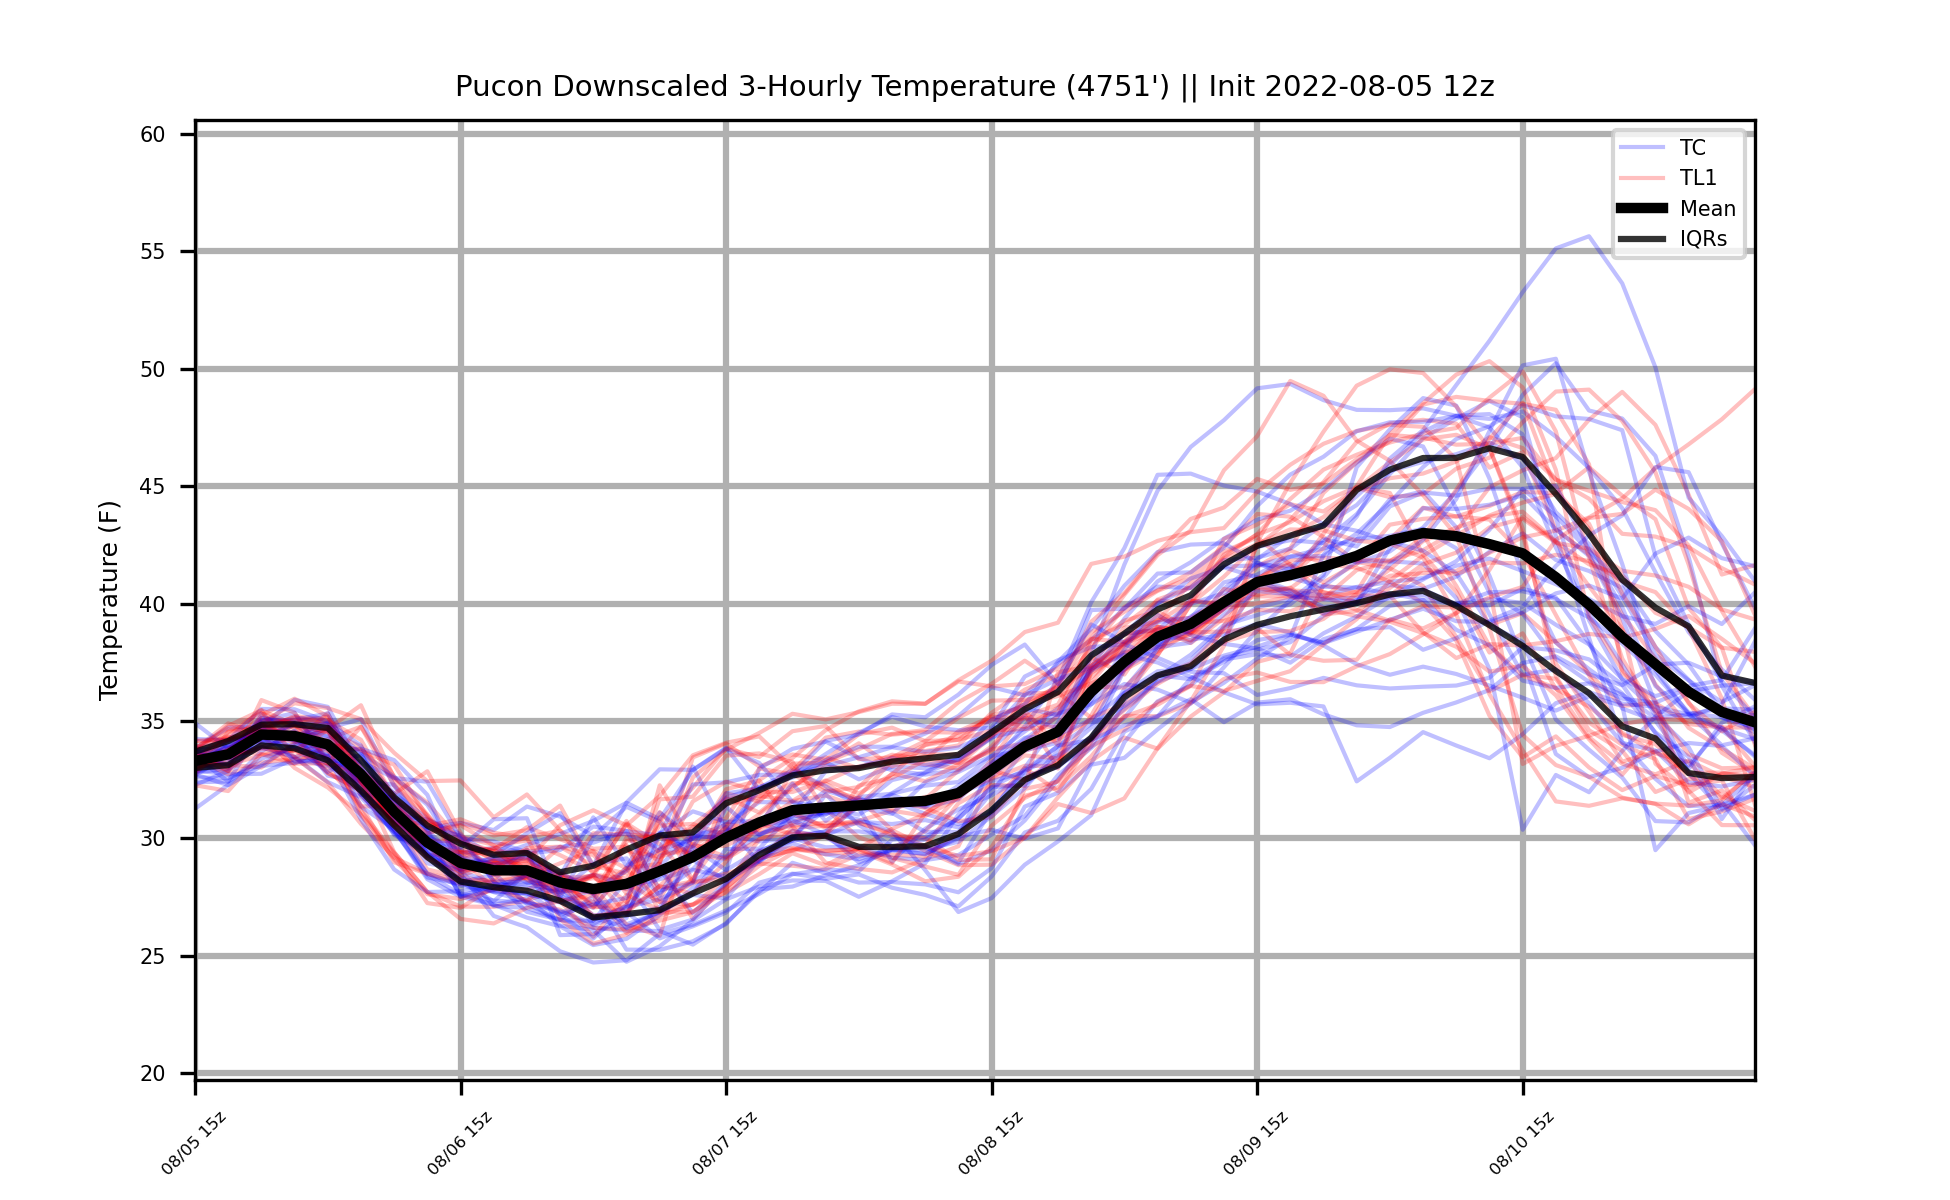 Pucon Downscaled 3-Hourly Temperature (4751') || Init 2022-08-05 12z
TC
TL1
Mean
IQRs
Temperature (F)
60
55
50
45
40
35
30
25
20
08/05 15z
08/06 15z
08/07 15z
08/08 15z
08/09 15z
08/10 15z